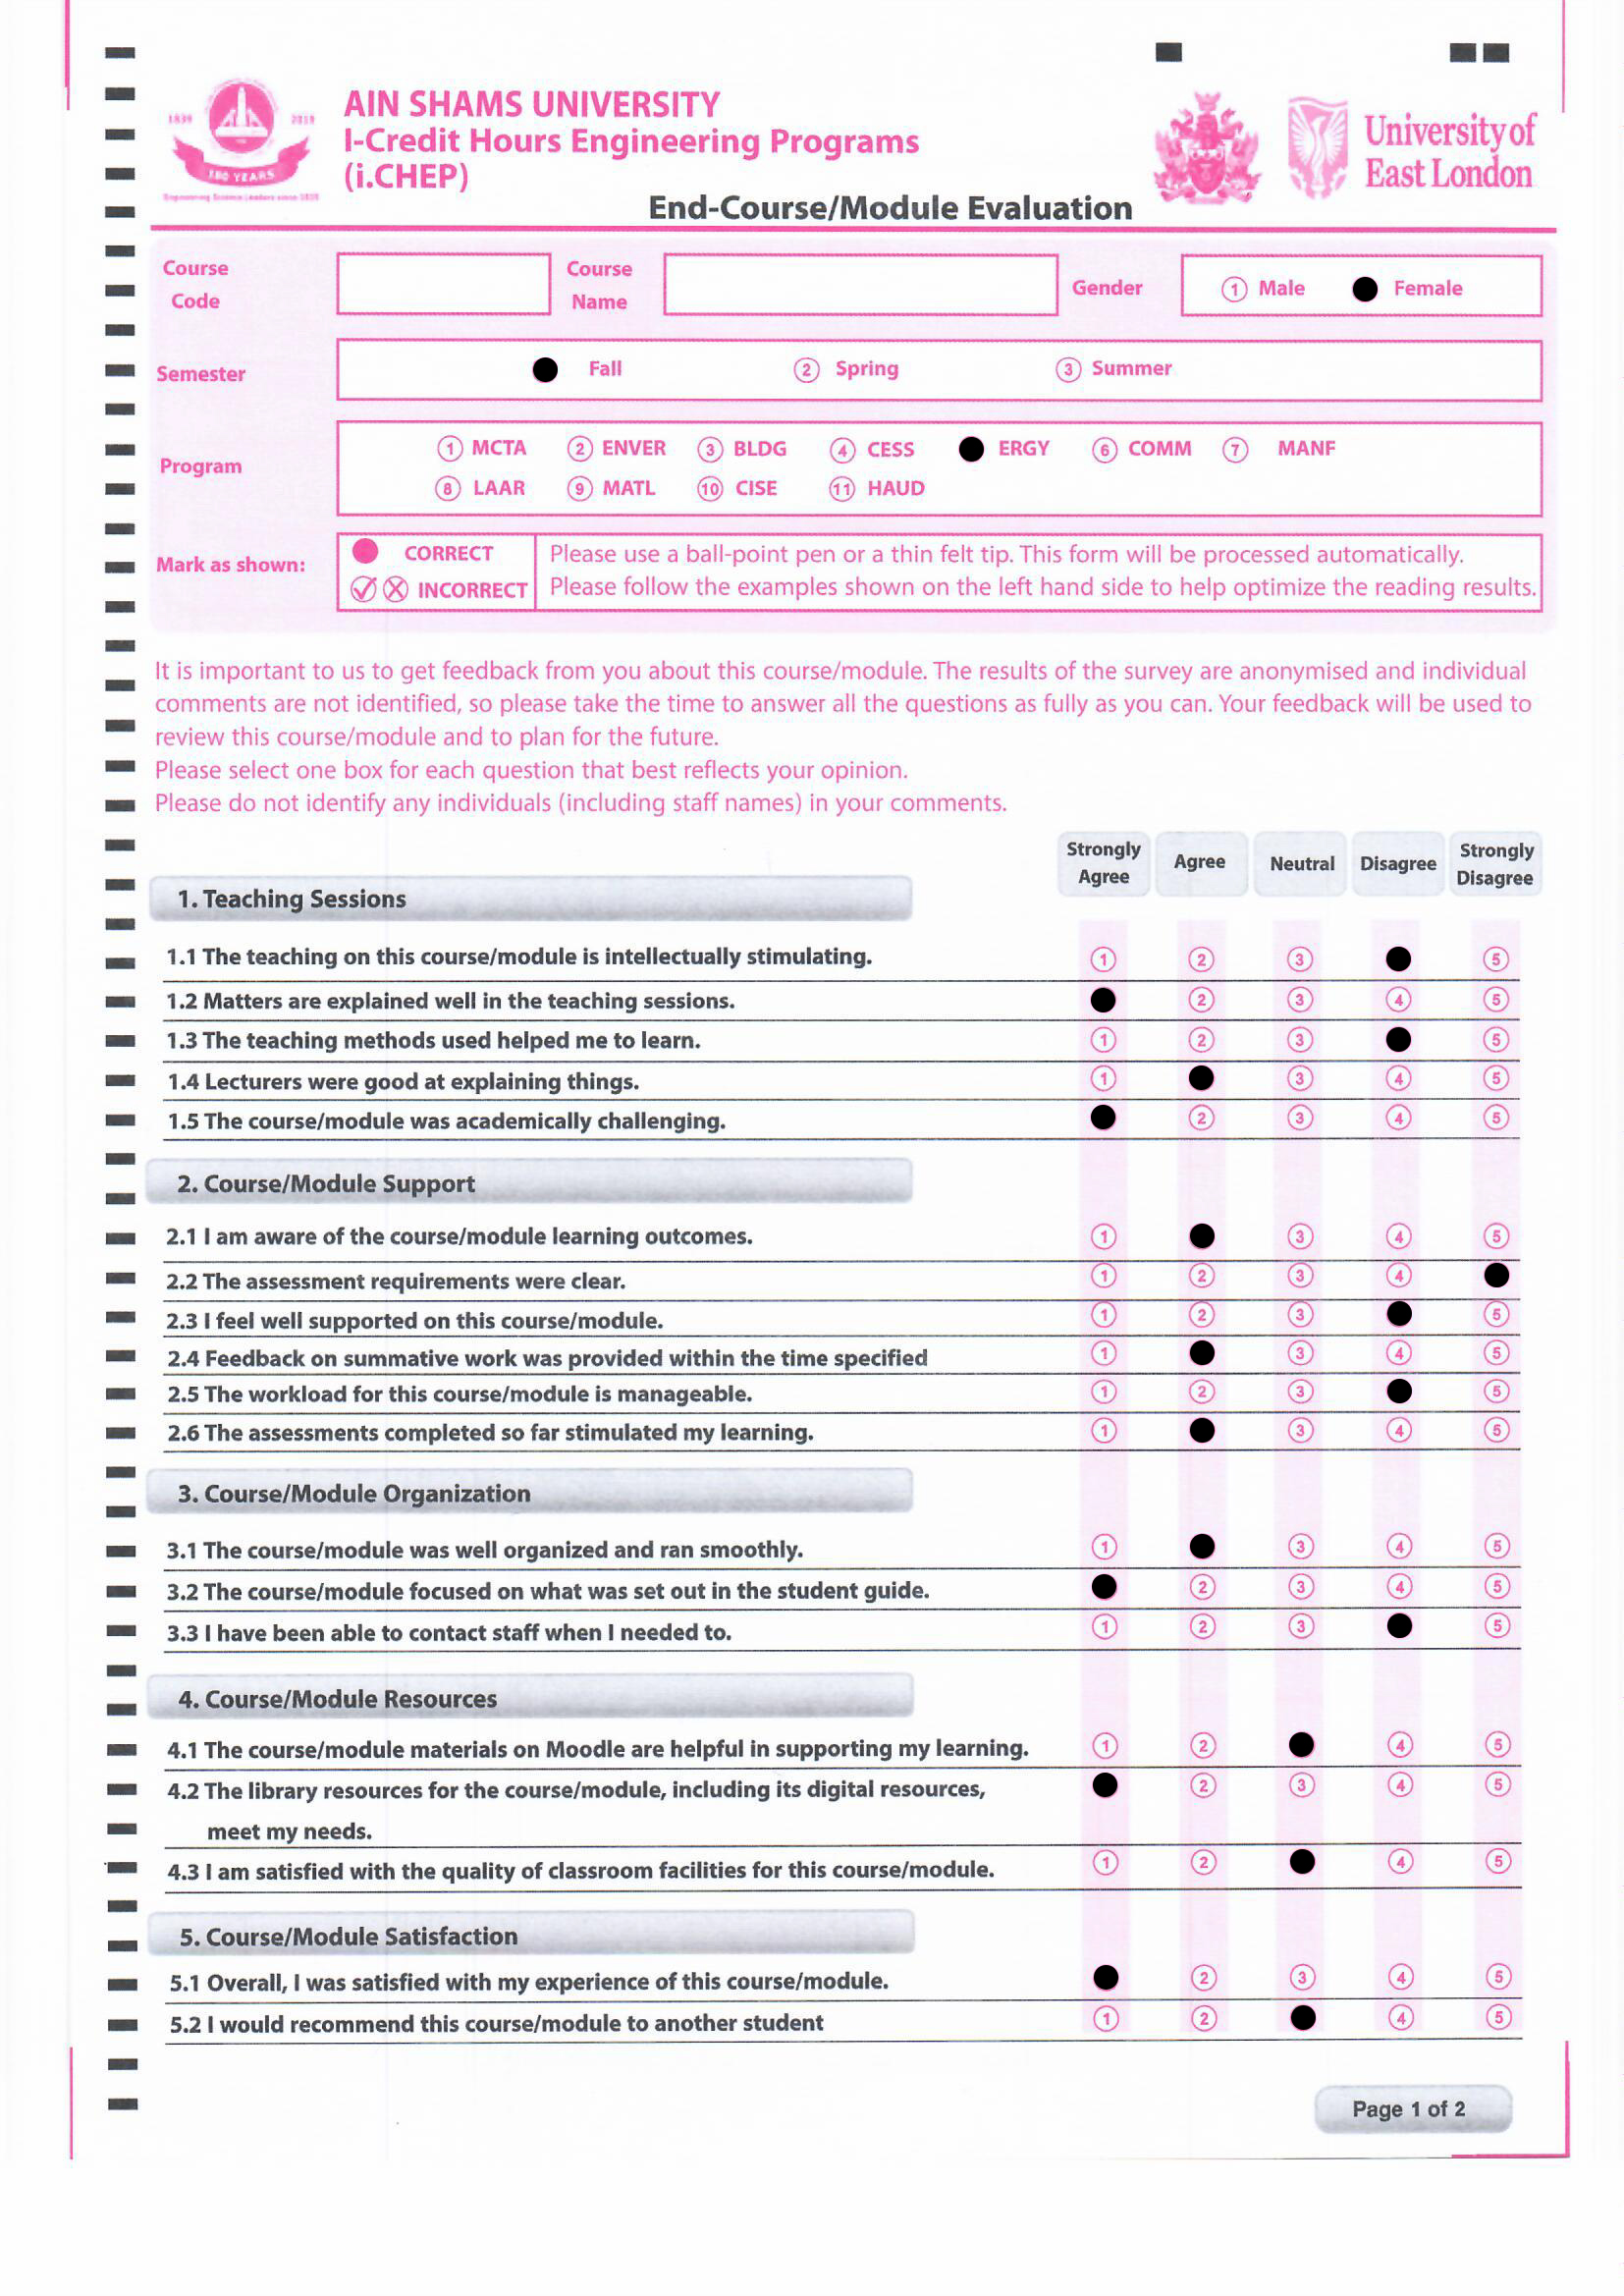 1839 2019
180 YEARS
AIN SHAMS UNIVERSITY
I-Credit Hours Engineering Programs
(i.CHEP)
University of
East London
End-Course/Module Evaluation
Course
Code
Course
Name
Gender
1 Male
Female
Semester
Fall
2 Spring
3 Summer
Program
1 MCTA 2 ENVER 3 BLDG 4 CESS ERGY 6 COMM 7 MANF
8 LAAR 9 MATL 10 CISE 11 HAUD
Mark as shown:
CORRECT
INCORRECT
Please use a ball-point pen or a thin felt tip. This form will be processed automatically.
Please follow the examples shown on the left hand side to help optimize the reading results.
It is important to us to get feedback from you about this course/module. The results of the survey are anonymised and individual
comments are not identified, so please take the time to answer all the questions as fully as you can. Your feedback will be used to
review this course/module and to plan for the future.
Please select one box for each question that best reflects your opinion.
Please do not identify any individuals (including staff names) in your comments.
Strongly
Agree
Agree
Neutral
Disagree
Strongly
Disagree
1. Teaching Sessions
1.1 The teaching on this course/module is intellectually stimulating. 1 2 3 5
1.2 Matters are explained well in the teaching sessions. 2 3 4 5
1.3 The teaching methods used helped me to learn. 1 2 3 5
1.4 Lecturers were good at explaining things. 1 3 4 5
1.5 The course/module was academically challenging. 2 3 4 5
2. Course/Module Support
2.1 I am aware of the course/module learning outcomes. 1 3 4 5
2.2 The assessment requirements were clear. 1 2 3 4
2.3 I feel well supported on this course/module. 1 2 3 5
2.4 Feedback on summative work was provided within the time specified 1 3 4 5
2.5 The workload for this course/module is manageable. 1 2 3 5
2.6 The assessments completed so far stimulated my learning. 1 3 4 5
3. Course/Module Organization
3.1 The course/module was well organized and ran smoothly. 1 3 4 5
3.2 The course/module focused on what was set out in the student guide. 2 3 4 5
3.3 I have been able to contact staff when I needed to. 1 2 3 5
4. Course/Module Resources
4.1 The course/module materials on Moodle are helpful in supporting my learning. 1 2 4 5
4.2 The library resources for the course/module, including its digital resources, 2 3 4 5
meet my needs.
4.3 I am satisfied with the quality of classroom facilities for this course/module. 1 2 4 5
5. Course/Module Satisfaction
5.1 Overall, I was satisfied with my experience of this course/module. 2 3 4 5
5.2 I would recommend this course/module to another student 1 2 4 5
Page 1 of 2